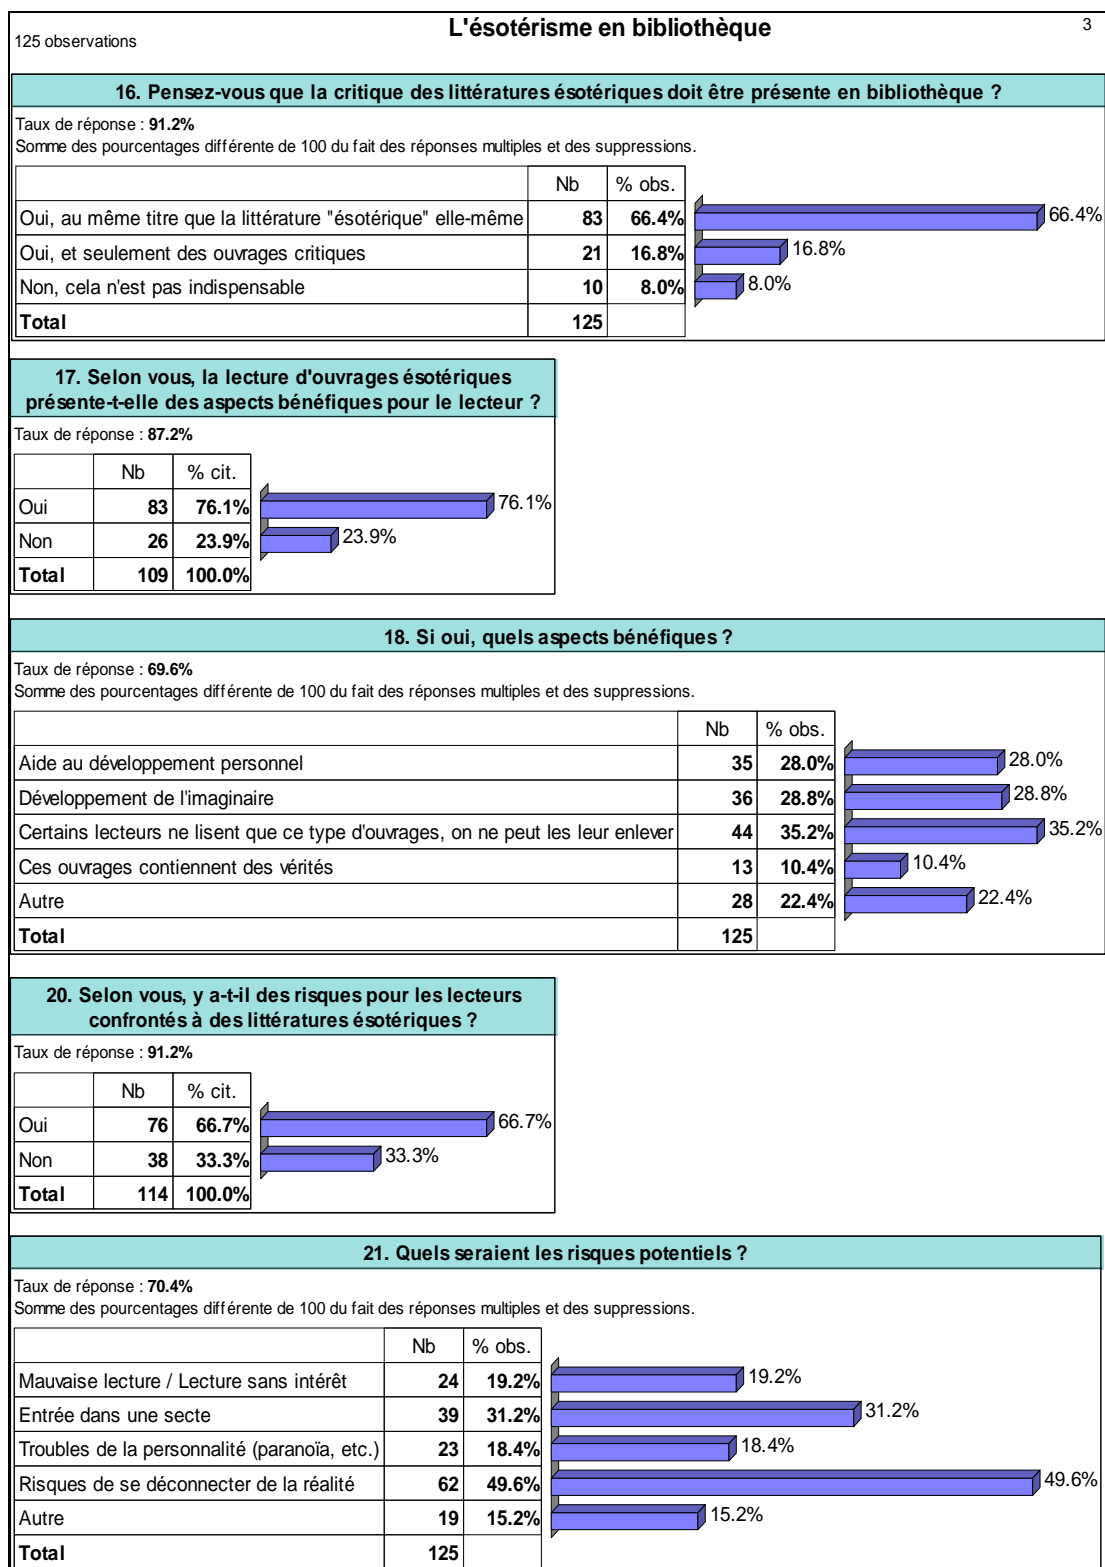 125 observations
L'ésotérisme en bibliothèque
3
16. Pensez-vous que la critique des littératures ésotériques doit être présente en bibliothèque ?
Taux de réponse : 91.2%
Somme des pourcentages différente de 100 du fait des réponses multiples et des suppressions.
Nb % obs.
Oui, au même titre que la littérature "ésotérique" elle-même 83 66.4% 66.4%
Oui, et seulement des ouvrages critiques 21 16.8% 16.8%
Non, cela n'est pas indispensable 10 8.0% 8.0%
Total 125
17. Selon vous, la lecture d'ouvrages ésotériques
présente-t-elle des aspects bénéfiques pour le lecteur ?
Taux de réponse : 87.2%
Nb % cit.
Oui 83 76.1% 76.1%
Non 26 23.9% 23.9%
Total 109 100.0%
18. Si oui, quels aspects bénéfiques ?
Taux de réponse : 69.6%
Somme des pourcentages différente de 100 du fait des réponses multiples et des suppressions.
Nb % obs.
Aide au développement personnel 35 28.0% 28.0%
Développement de l'imaginaire 36 28.8% 28.8%
Certains lecteurs ne lisent que ce type d'ouvrages, on ne peut les leur enlever 44 35.2% 35.2%
Ces ouvrages contiennent des vérités 13 10.4% 10.4%
Autre 28 22.4% 22.4%
Total 125
20. Selon vous, y a-t-il des risques pour les lecteurs
confrontés à des littératures ésotériques ?
Taux de réponse : 91.2%
Nb % cit.
Oui 76 66.7% 66.7%
Non 38 33.3% 33.3%
Total 114 100.0%
21. Quels seraient les risques potentiels ?
Taux de réponse : 70.4%
Somme des pourcentages différente de 100 du fait des réponses multiples et des suppressions.
Nb % obs.
Mauvaise lecture / Lecture sans intérêt 24 19.2% 19.2%
Entrée dans une secte 39 31.2% 31.2%
Troubles de la personnalité (paranoïa, etc.) 23 18.4% 18.4%
Risques de se déconnecter de la réalité 62 49.6% 49.6%
Autre 19 15.2% 15.2%
Total 125